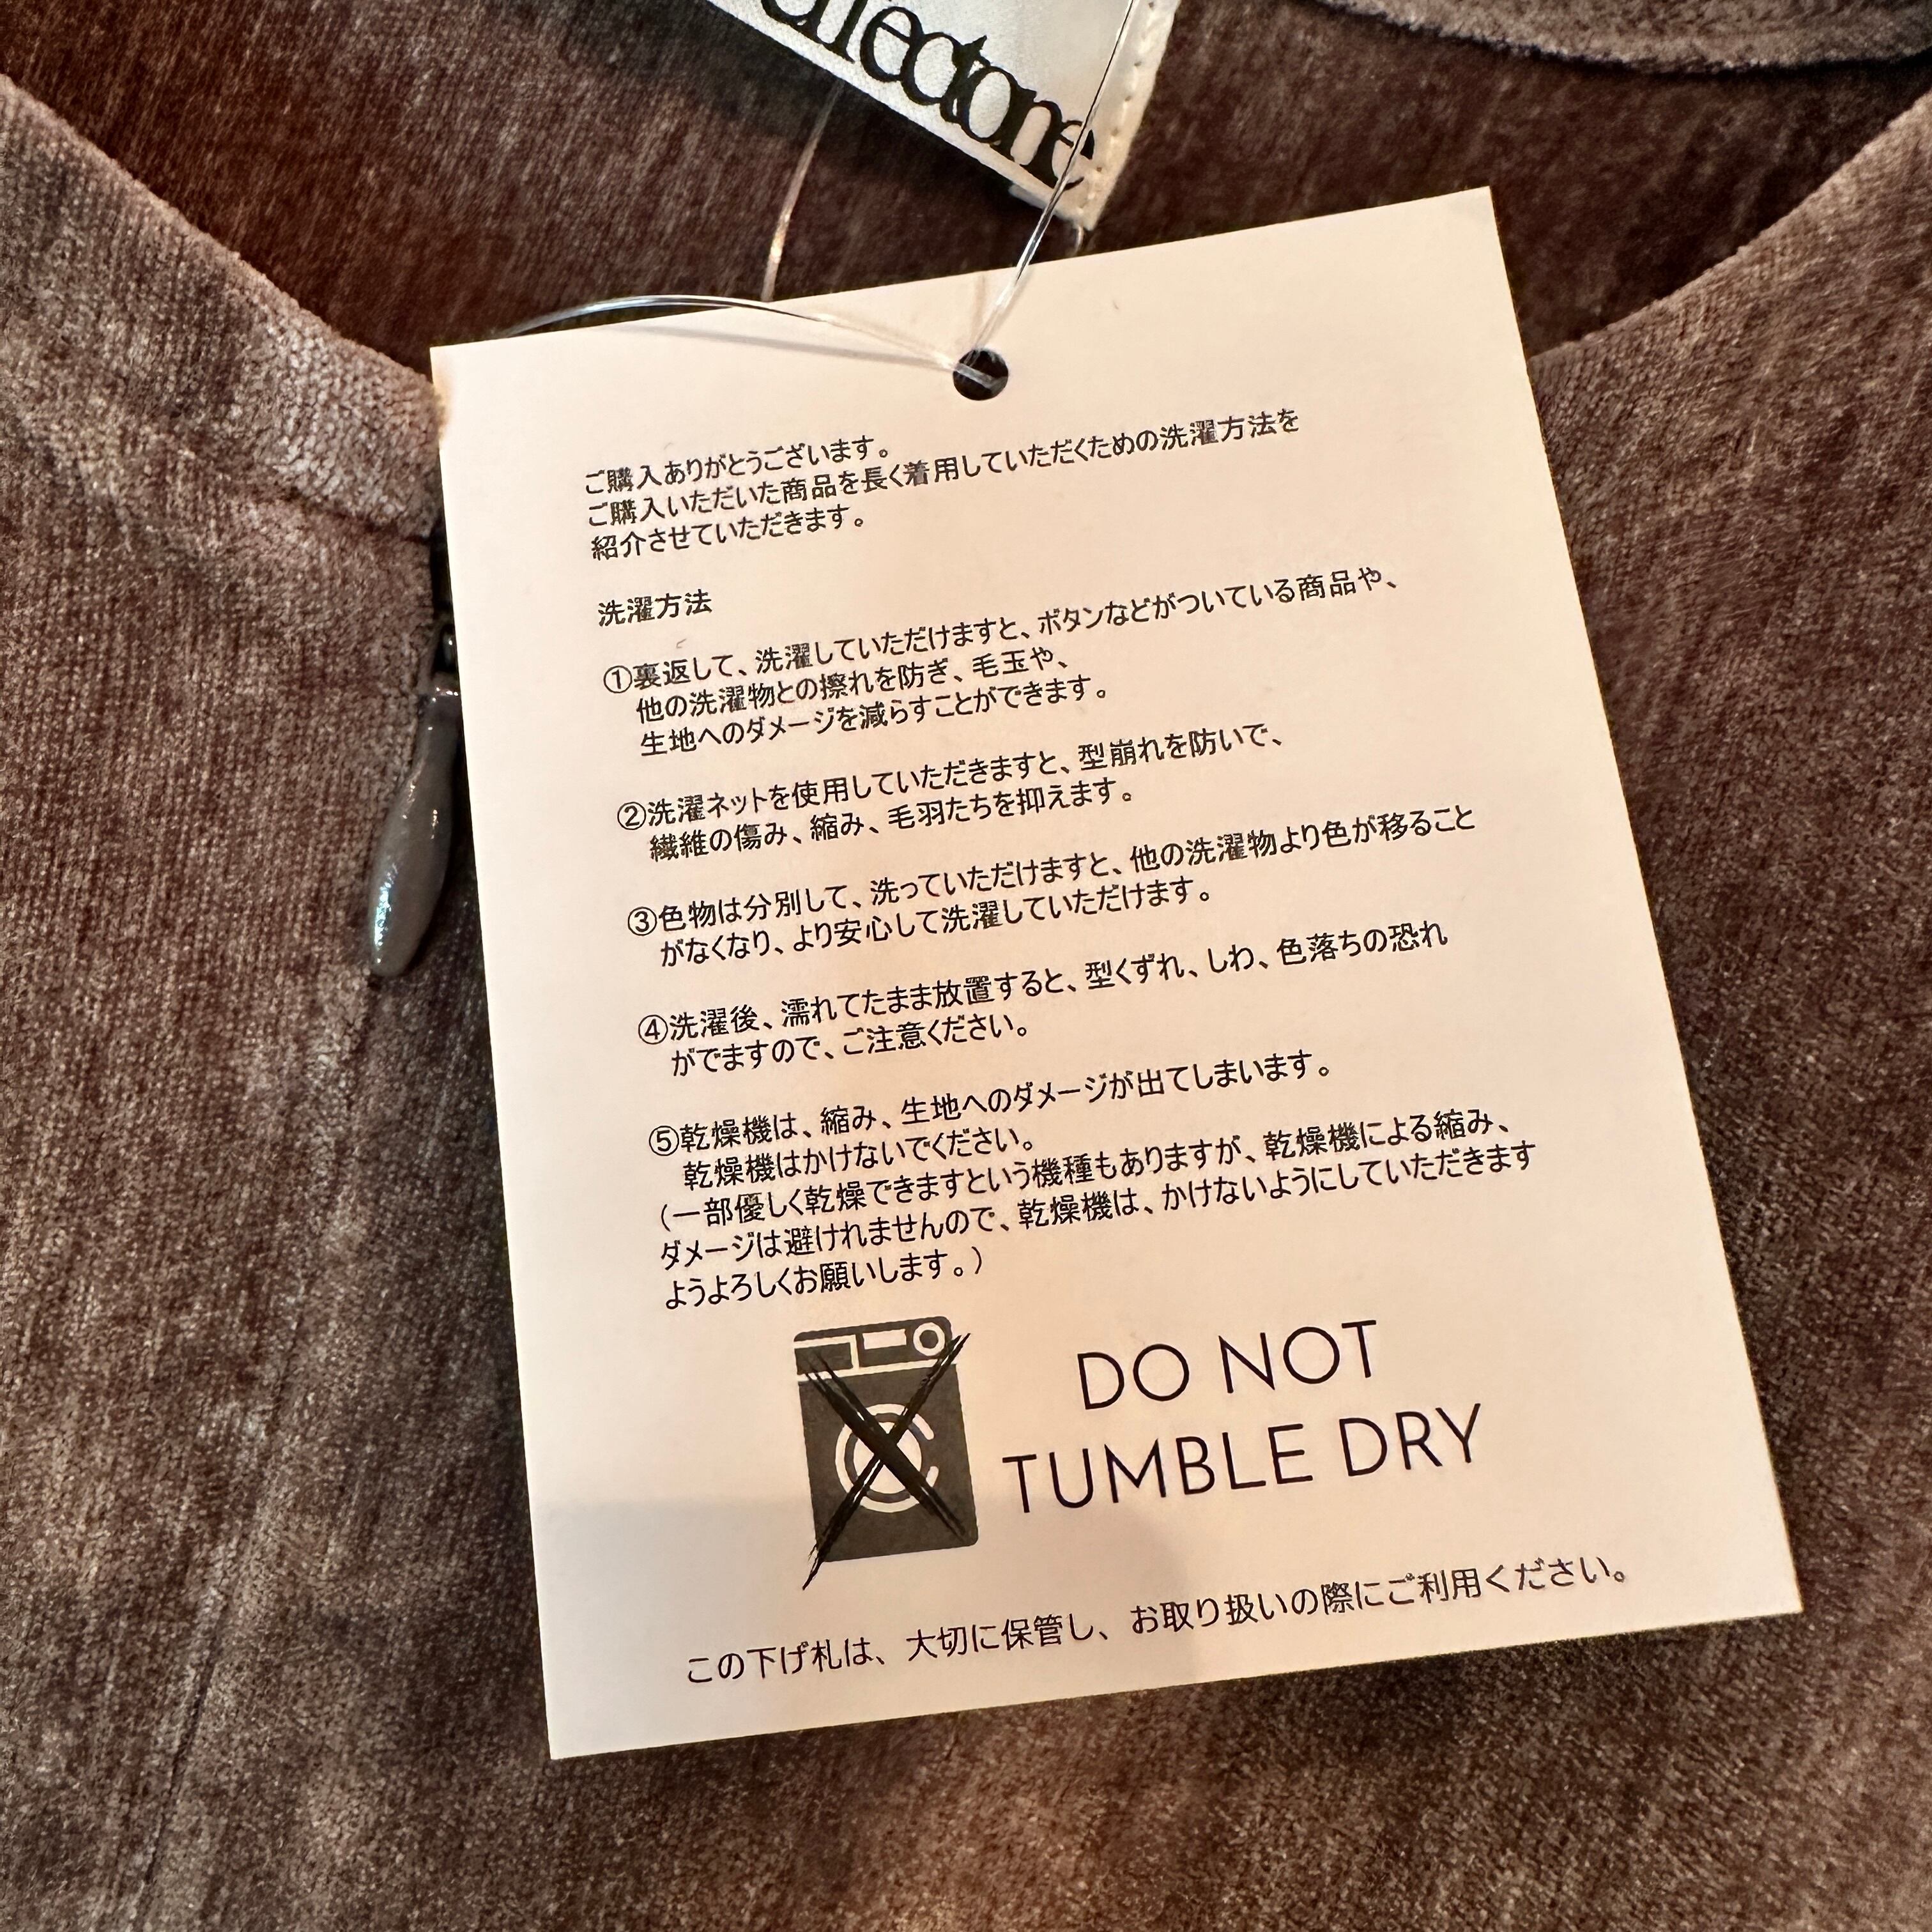 ご購入ありがとうございます。
ご購入いただいた商品を長く着用していただくための洗濯方法を
紹介させていただきます。
洗濯方法
①裏返して、洗濯していただけますと、ボタンなどがついている商品や、
他の洗濯物との擦れを防ぎ、毛玉や、
生地へのダメージを減らすことができます。
②洗濯ネットを使用していただきますと、型崩れを防いで、
繊維の傷み、縮み、毛羽たちを抑えます。
③色物は分別して、洗っていただけますと、他の洗濯物より色が移ること
がなくなり、より安心して洗濯していただけます。
④洗濯後、濡れてたまま放置すると、型くずれ、しわ、色落ちの恐れ
がでますので、ご注意ください。
⑤乾燥機は、縮み、生地へのダメージが出てしまいます。
乾燥機はかけないでください。
(一部優しく乾燥できますという機種もありますが、乾燥機による縮み、
ダメージは避けれませんので、乾燥機は、かけないようにしていただきます
ようよろしくお願いします。)
DO NOT
TUMBLE DRY
この下げ札は、大切に保管し、お取り扱いの際にご利用ください。